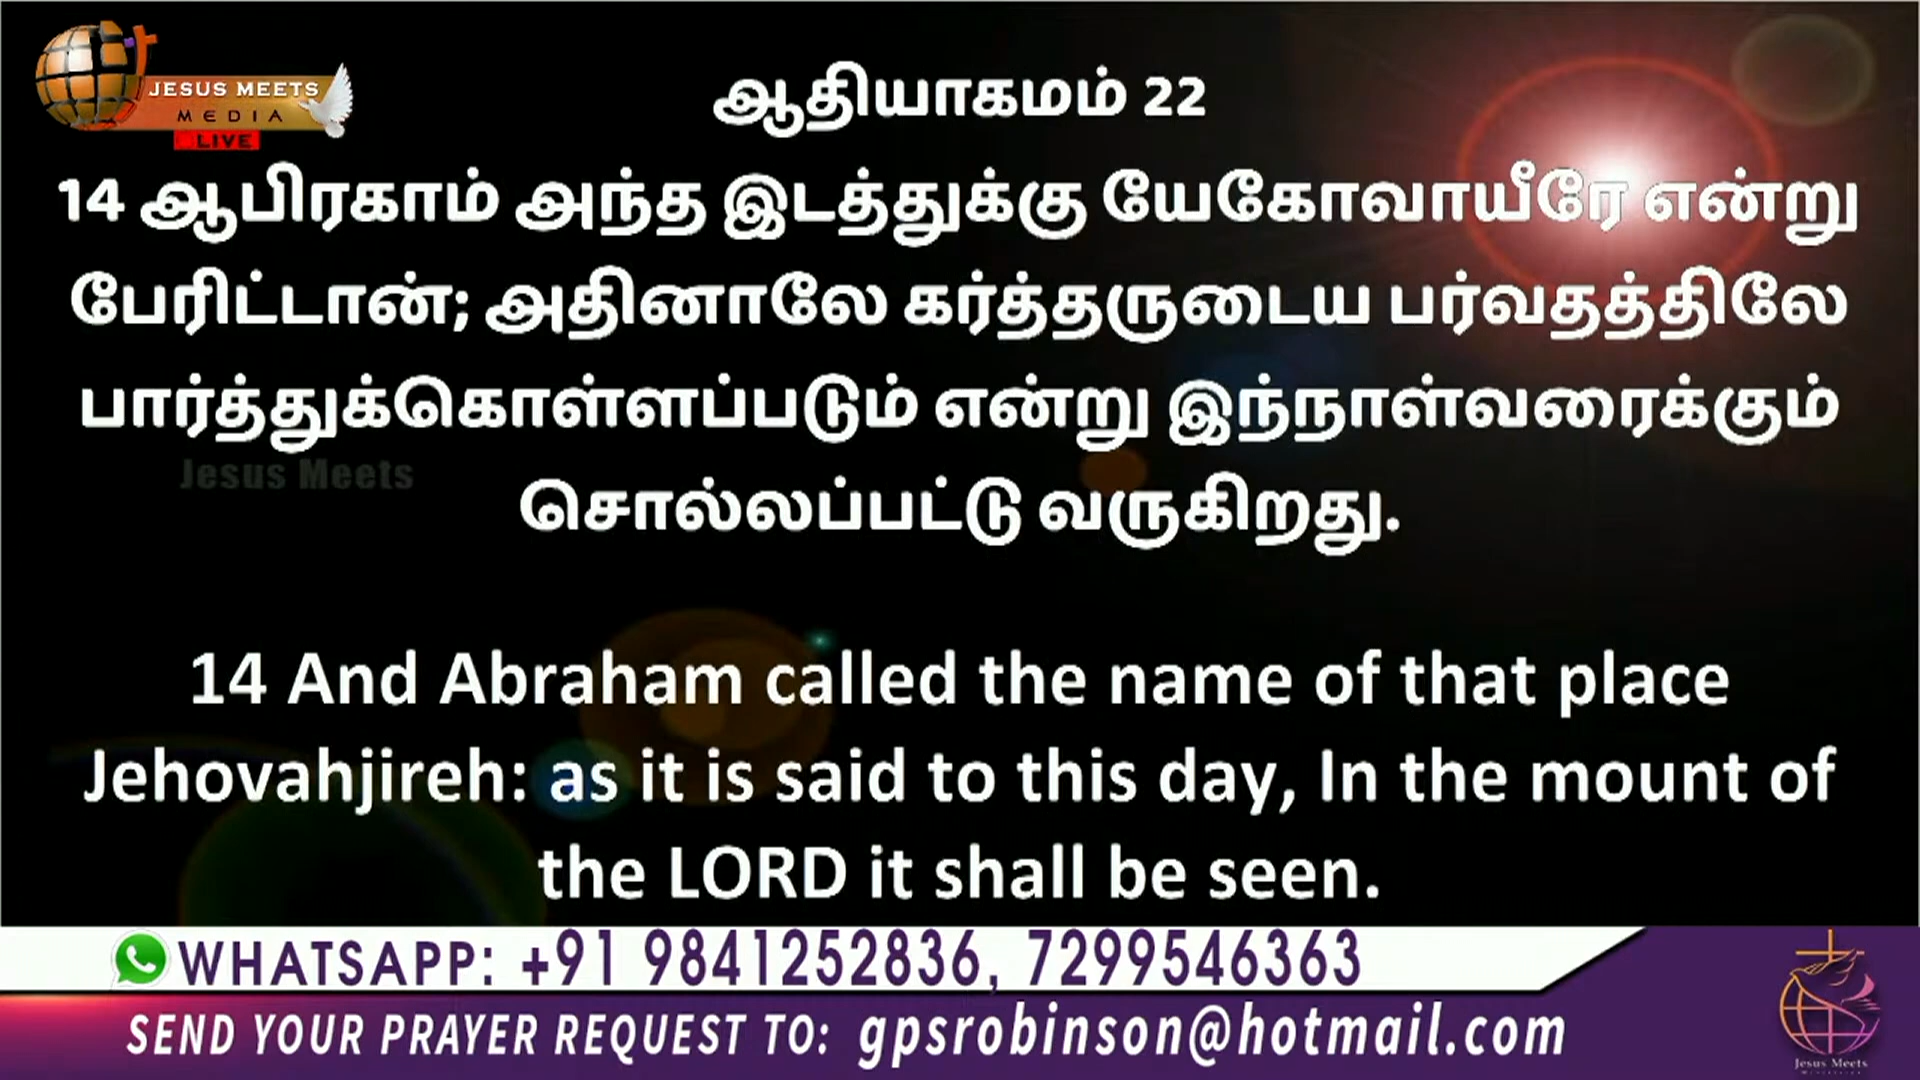 JESUS MEETS
MEDIA
LIVE
ஆதியாகமம் 22
14 ஆபிரகாம் அந்த இடத்துக்கு யேகோவாயீரே என்று
பேரிட்டான்; அதினாலே கர்த்தருடைய பர்வதத்திலே
பார்த்துக்கொள்ளப்படும் என்று இந்நாள்வரைக்கும்
Jesus Meets
சொல்லப்பட்டு வருகிறது.
14 And Abraham called the name of that place
Jehovahjireh: as it is said to this day, In the mount of
the LORD it shall be seen.
WHATSAPP: +91 9841252836, 7299546363
SEND YOUR PRAYER REQUEST TO: gpsrobinson@hotmail.com
Jesus Meets